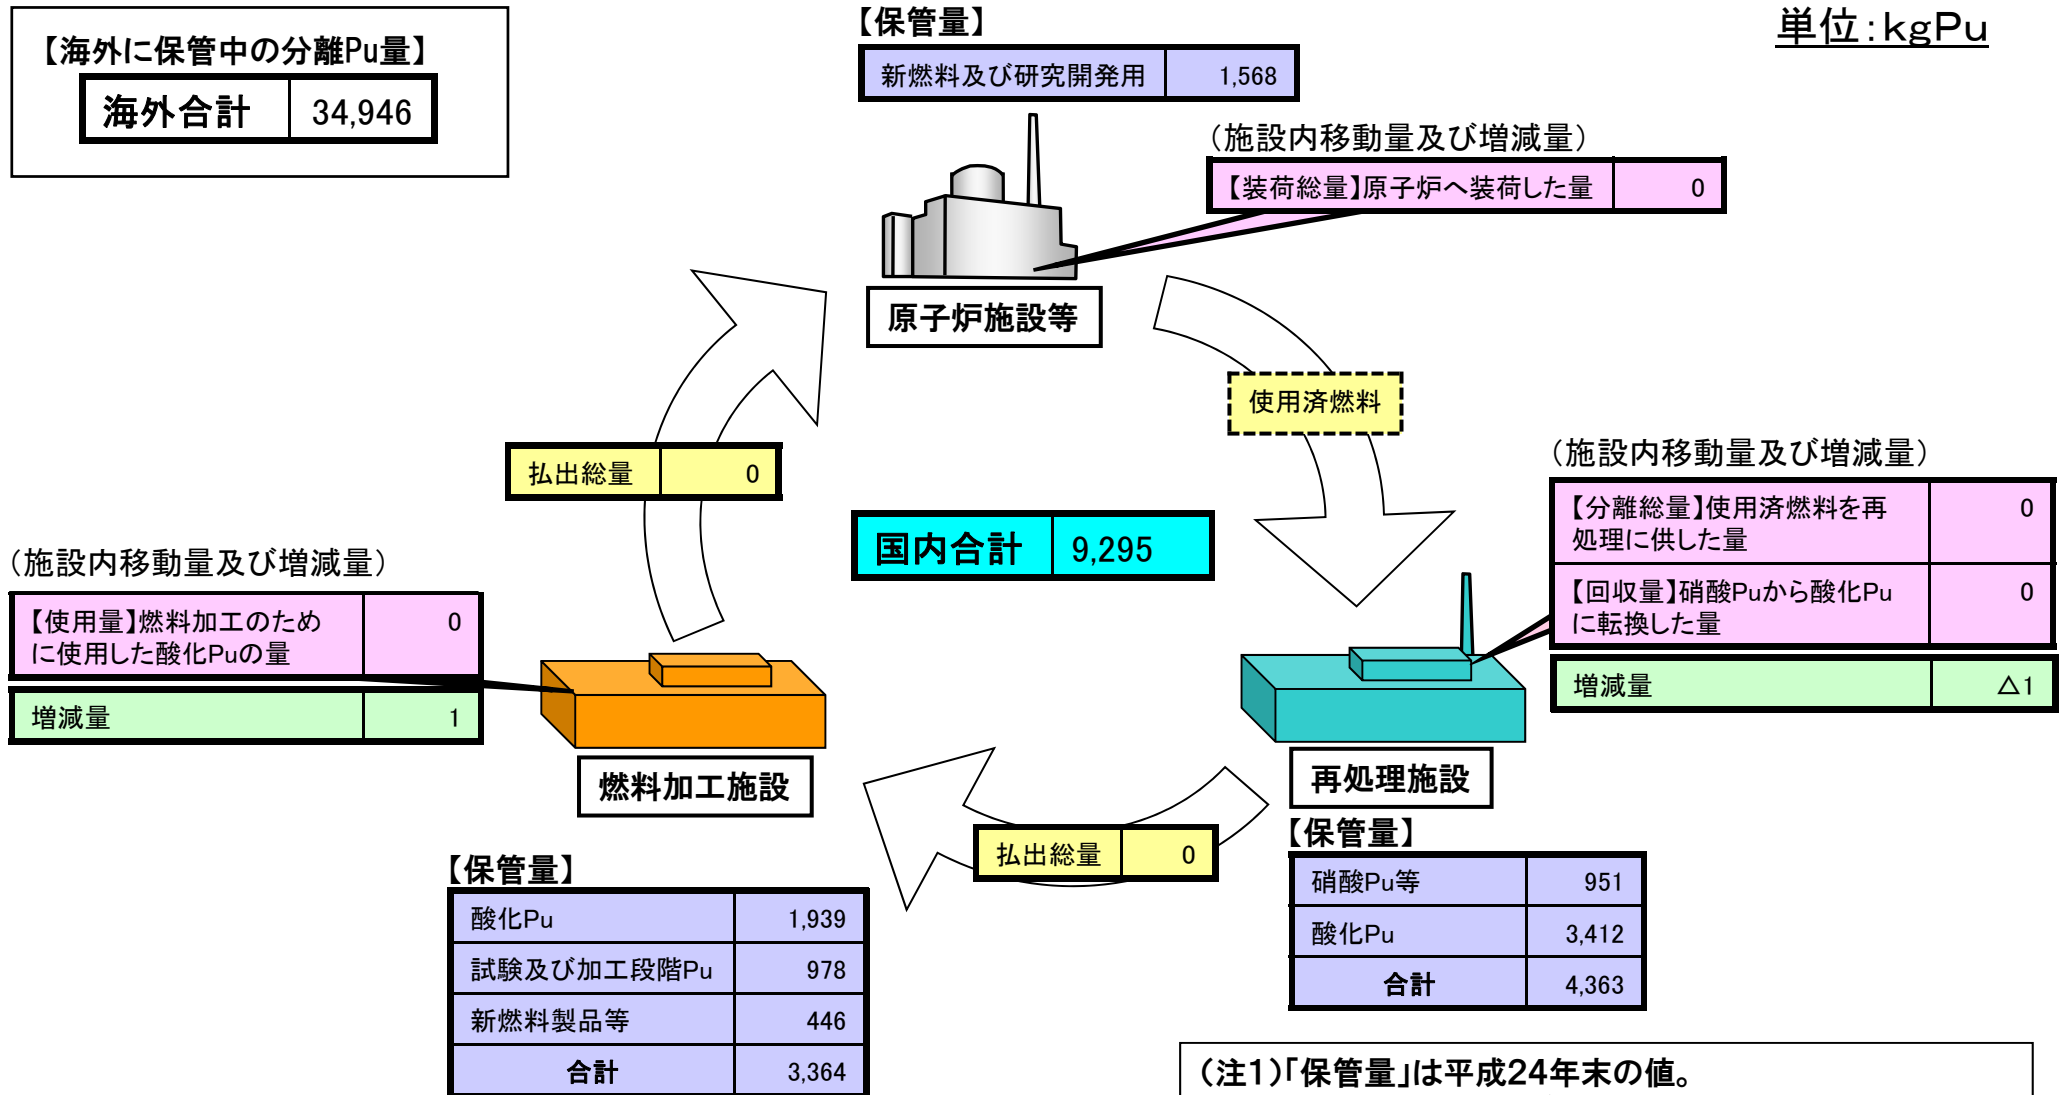 【海外に保管中の分離Pu量】
海外合計 34,946
【保管量】
新燃料及び研究開発用 1,568
単位:kgPu
(施設内移動量及び増減量)
【装荷総量】原子炉へ装荷した量 0
原子炉施設等
使用済燃料
払出総量 0
国内合計 9,295
(施設内移動量及び増減量)
【分離総量】使用済燃料を再
処理に供した量 0
【回収量】硝酸Puから酸化Pu
に転換した量 0
増減量 △1
(施設内移動量及び増減量)
【使用量】燃料加工のため
に使用した酸化Puの量 0
増減量 1
燃料加工施設
再処理施設
払出総量 0
【保管量】
硝酸Pu等 951
酸化Pu 3,412
合計 4,363
【保管量】
酸化Pu 1,939
試験及び加工段階Pu 978
新燃料製品等 446
合計 3,364
(注1)「保管量」は平成24年末の値。